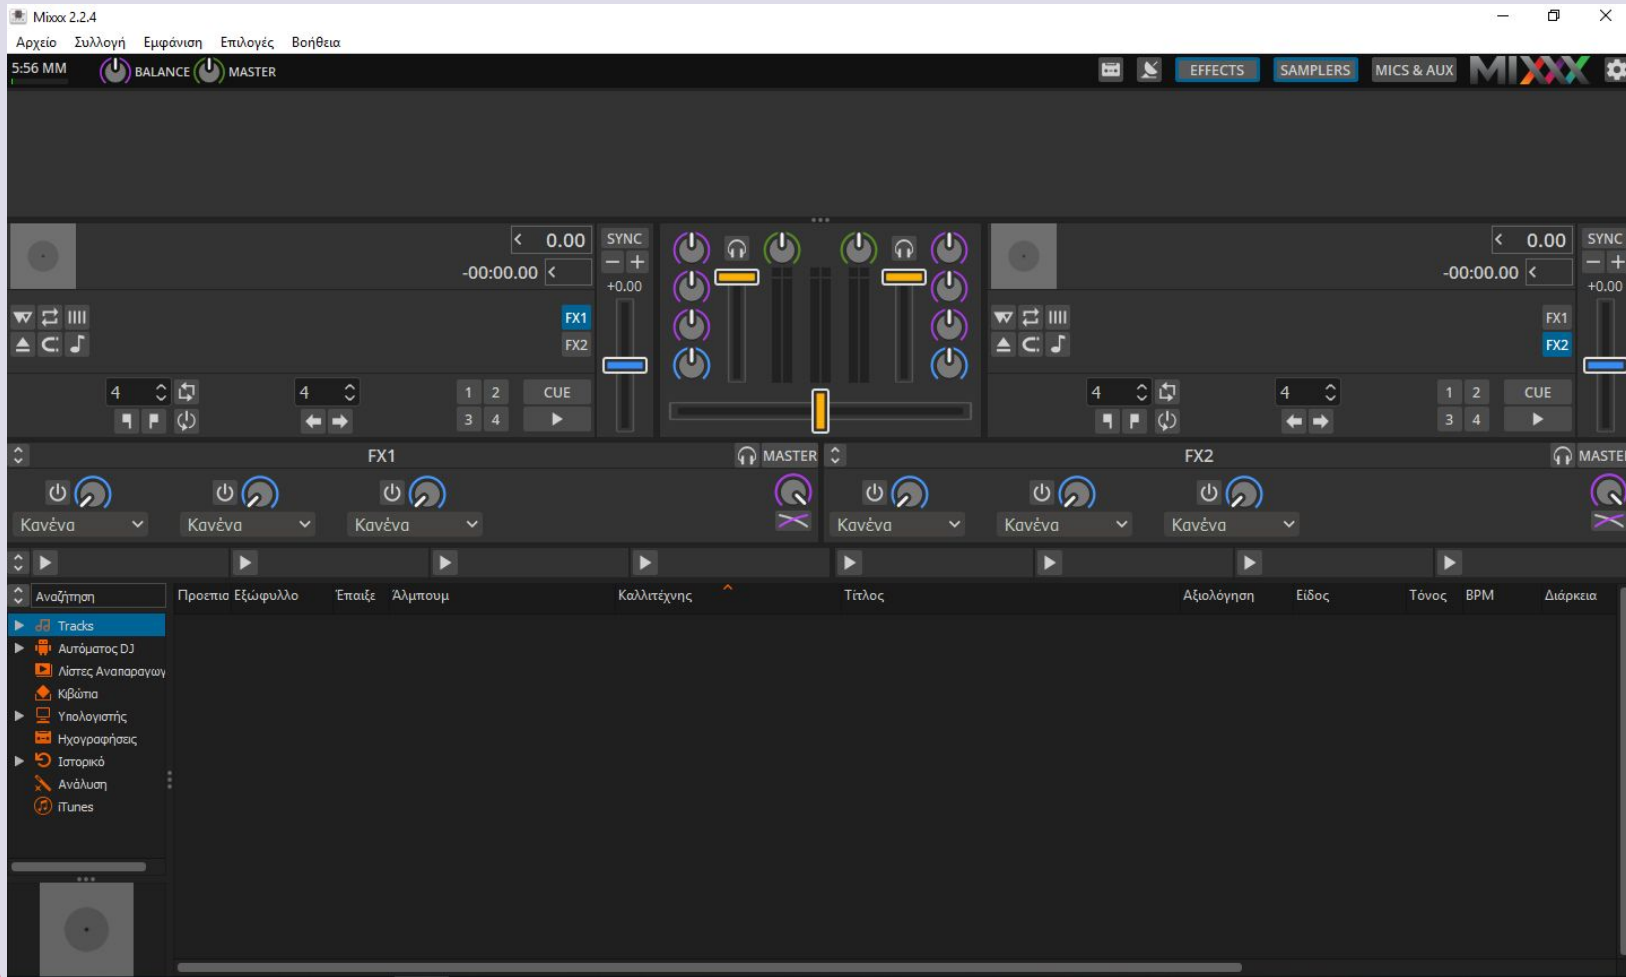 Mixxx 2.2.4
Αρχείο Συλλογή Εμφάνιση Επιλογές Βοήθεια
5:56 MM BALANCE MASTER EFFECTS SAMPLERS MICS & AUX MIXXX
0.00 SYNC 0.00 SYNC
-00:00.00 -00:00.00
+0.00 +0.00
FX1 FX1
FX2 FX2
4 4 1 2 CUE 4 4 1 2 CUE
3 4 3 4
FX1 MASTER FX2 MASTER
Κανένα Κανένα Κανένα Κανένα Κανένα Κανένα
Αναζήτηση Προεπισ Εξώφυλλο Έπαιξε Άλμπουμ Καλλιτέχνης Τίτλος Αξιολόγηση Είδος Τόνος BPM Διάρκεια
Tracks
Αυτόματος DJ
Λίστες Αναπαραγωγ
Κιβώτια
Υπολογιστής
Ηχογραφήσεις
Ιστορικό
Ανάλυση
iTunes